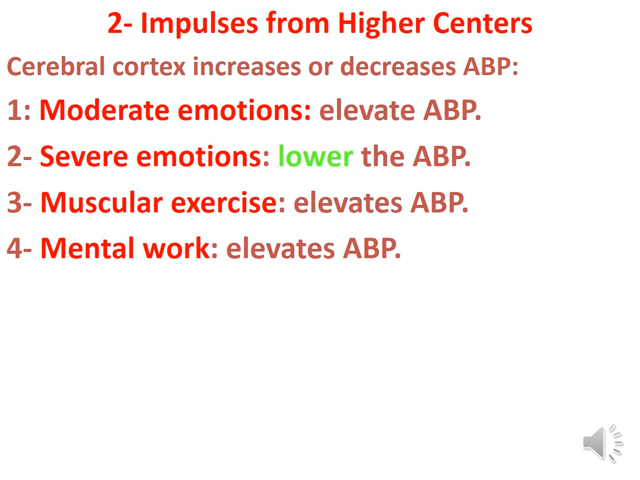 2- Impulses from Higher Centers
Cerebral cortex increases or decreases ABP:
1: Moderate emotions: elevate ABP.
2- Severe emotions: lower the ABP.
3- Muscular exercise: elevates ABP.
4- Mental work: elevates ABP.